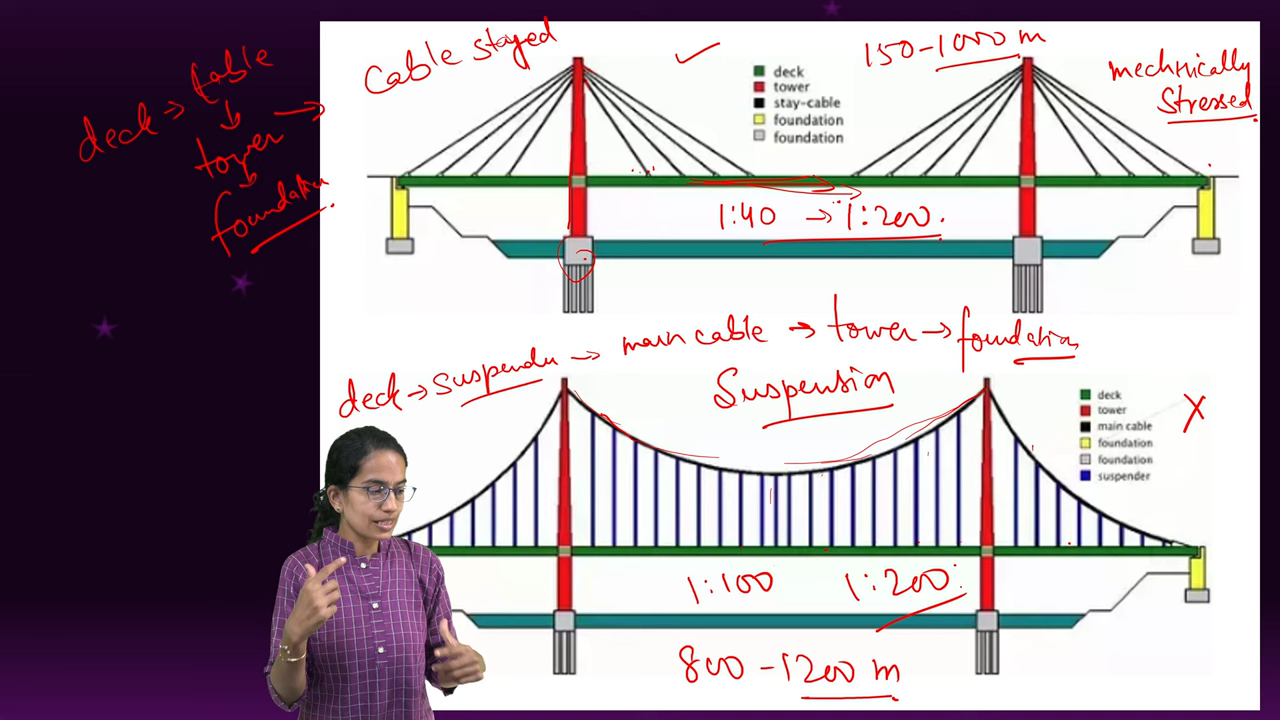 deck → cable
↓
tower →
↓
foundation
Cable stayed ✓
150-1000 m
mechnically
stressed.
deck
tower
stay-cable
foundation
foundation
1:40 → 1:200.
deck → suspender → main cable → tower → foundation
Suspension
deck
tower
main cable
foundation
foundation
suspender
X
1:100 1:200
800-1200 m